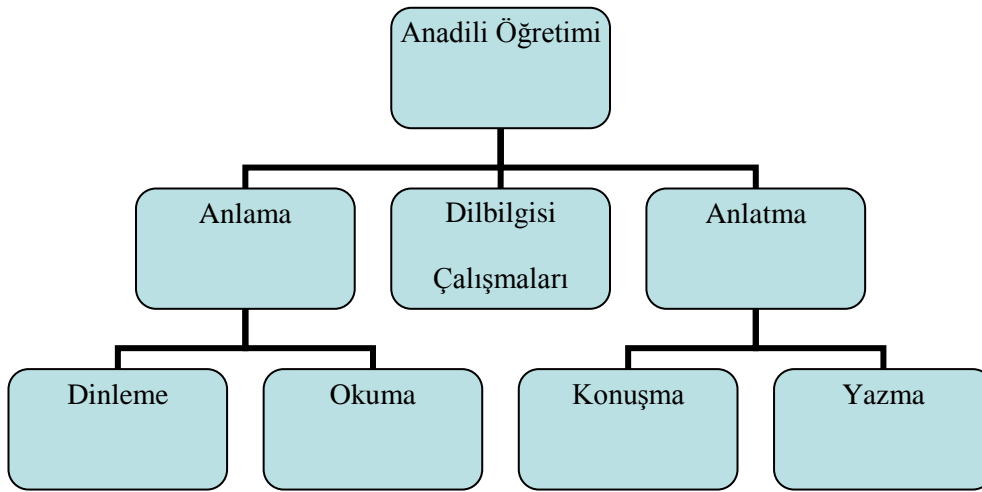 Anadili Öğretimi
Anlama
Dilbilgisi
Çalışmaları
Anlatma
Dinleme
Okuma
Konuşma
Yazma